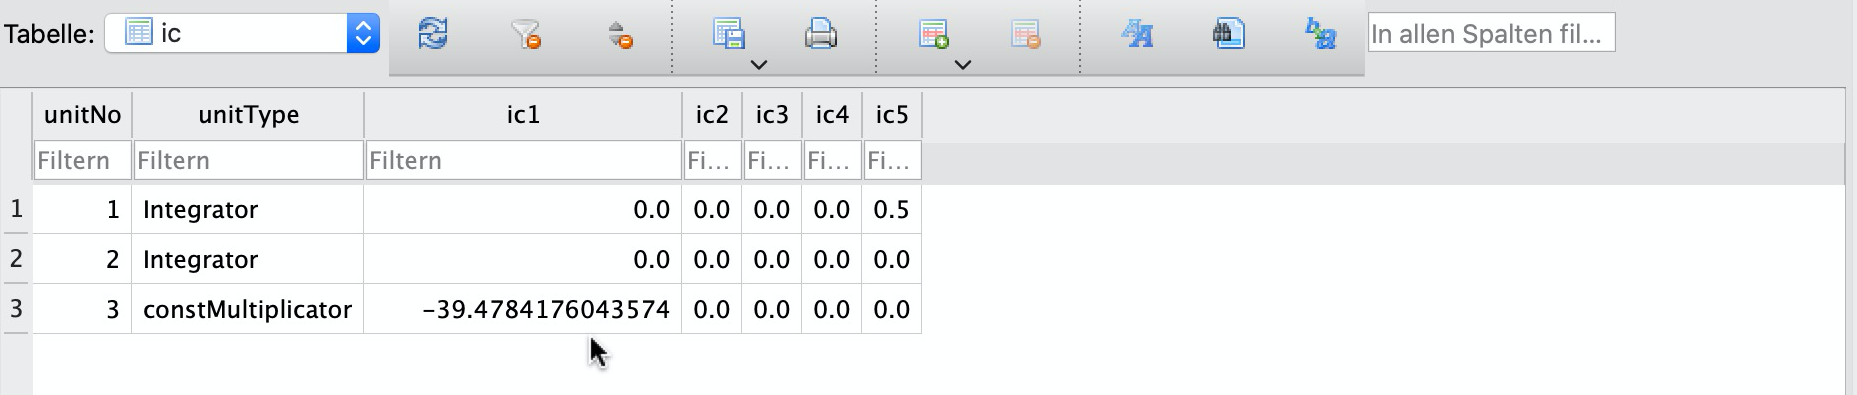 Tabelle: ic In allen Spalten fil...
unitNo unitType ic1 ic2 ic3 ic4 ic5
Filtern Filtern Filtern Fi... Fi... Fi... Fi...
1 1 Integrator 0.0 0.0 0.0 0.0 0.5
2 2 Integrator 0.0 0.0 0.0 0.0 0.0
3 3 constMultiplicator -39.4784176043574 0.0 0.0 0.0 0.0